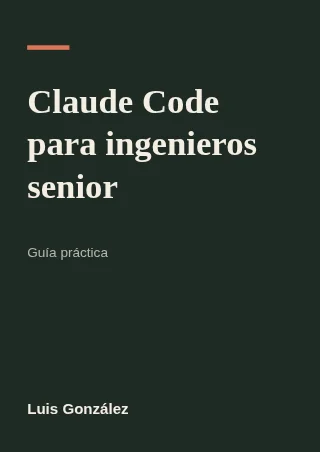 Claude Code
para ingenieros
senior
Guía práctica
Luis González